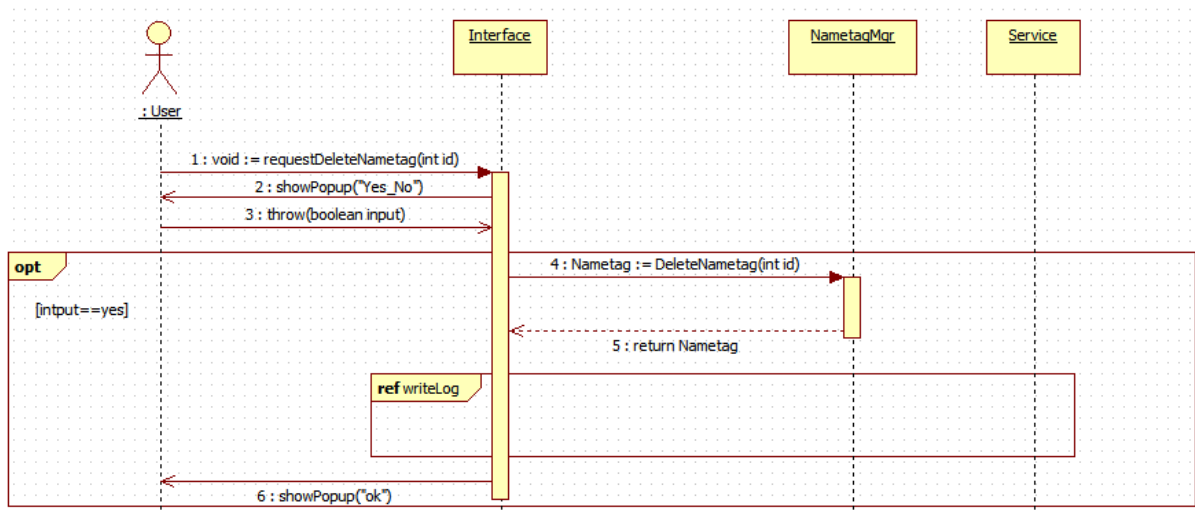 Interface
NametagMgr
Service
: User
1 : void := requestDeleteNametag(int id)
2 : showPopup("Yes_No")
3 : throw(boolean input)
opt
4 : Nametag := DeleteNametag(int id)
[intput==yes]
5 : return Nametag
ref writeLog
6 : showPopup("ok")